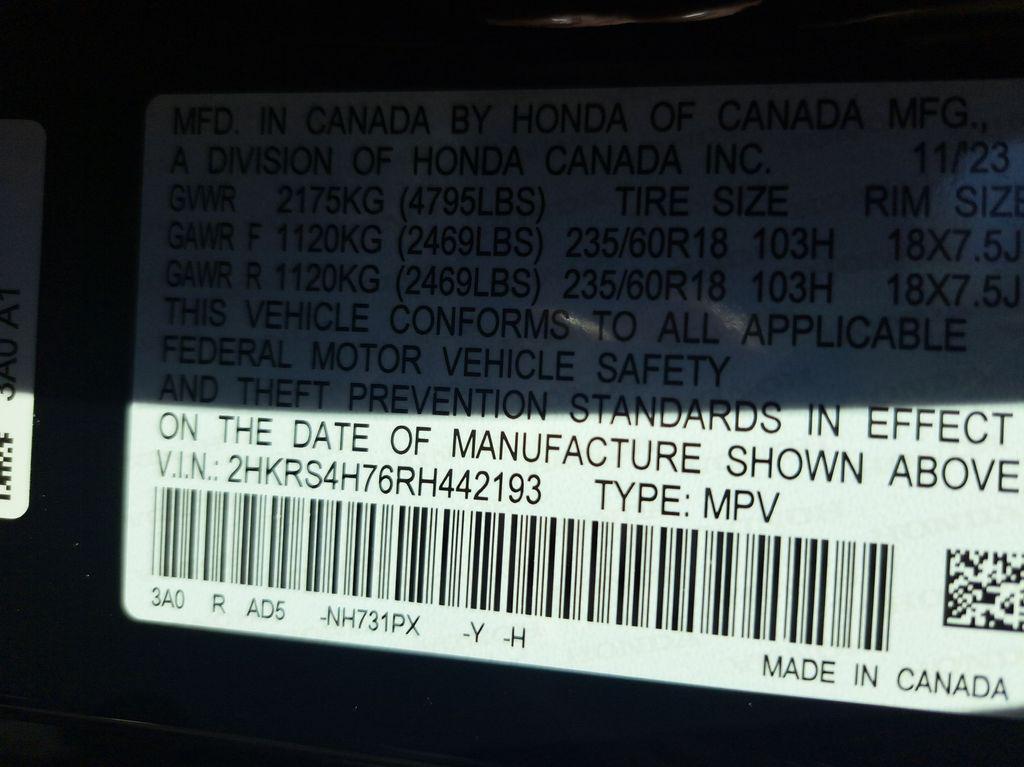 MFD. IN CANADA BY HONDA OF CANADA MFG.,
A DIVISION OF HONDA CANADA INC. 11/'23
GVWR 2175KG (4795LBS) TIRE SIZE RIM SIZE
GAWR F 1120KG (2469LBS) 235/60R18 103H 18X7.5J
GAWR R 1120KG (2469LBS) 235/60R18 103H 18X7.5J
THIS VEHICLE CONFORMS TO ALL APPLICABLE
FEDERAL MOTOR VEHICLE SAFETY
AND THEFT PREVENTION STANDARDS IN EFFECT
ON THE DATE OF MANUFACTURE SHOWN ABOVE
V.I.N.: 2HKRS4H76RH442193 TYPE: MPV
3A0 R AD5 -NH731PX -Y -H
MADE IN CANADA
3A0 A1